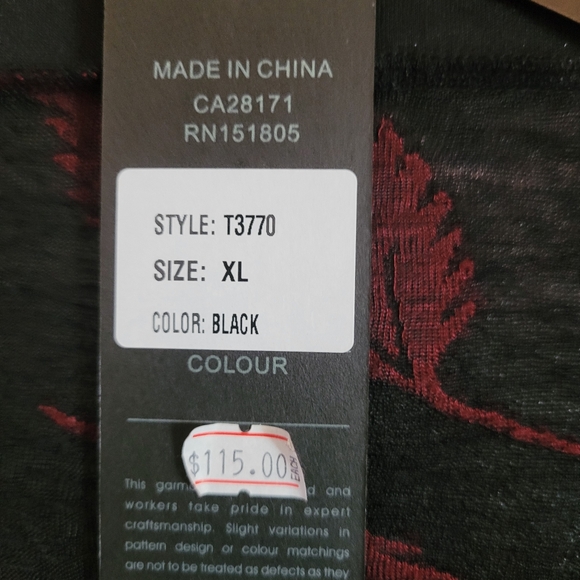 MADE IN CHINA
CA28171
RN151805
STYLE: T3770
SIZE: XL
COLOR: BLACK
COLOUR
$115.00 EACH
This and
workers take pride in expert
craftsmanship. Slight variations in
pattern design or colour matchings
are not to be treated as defects as they